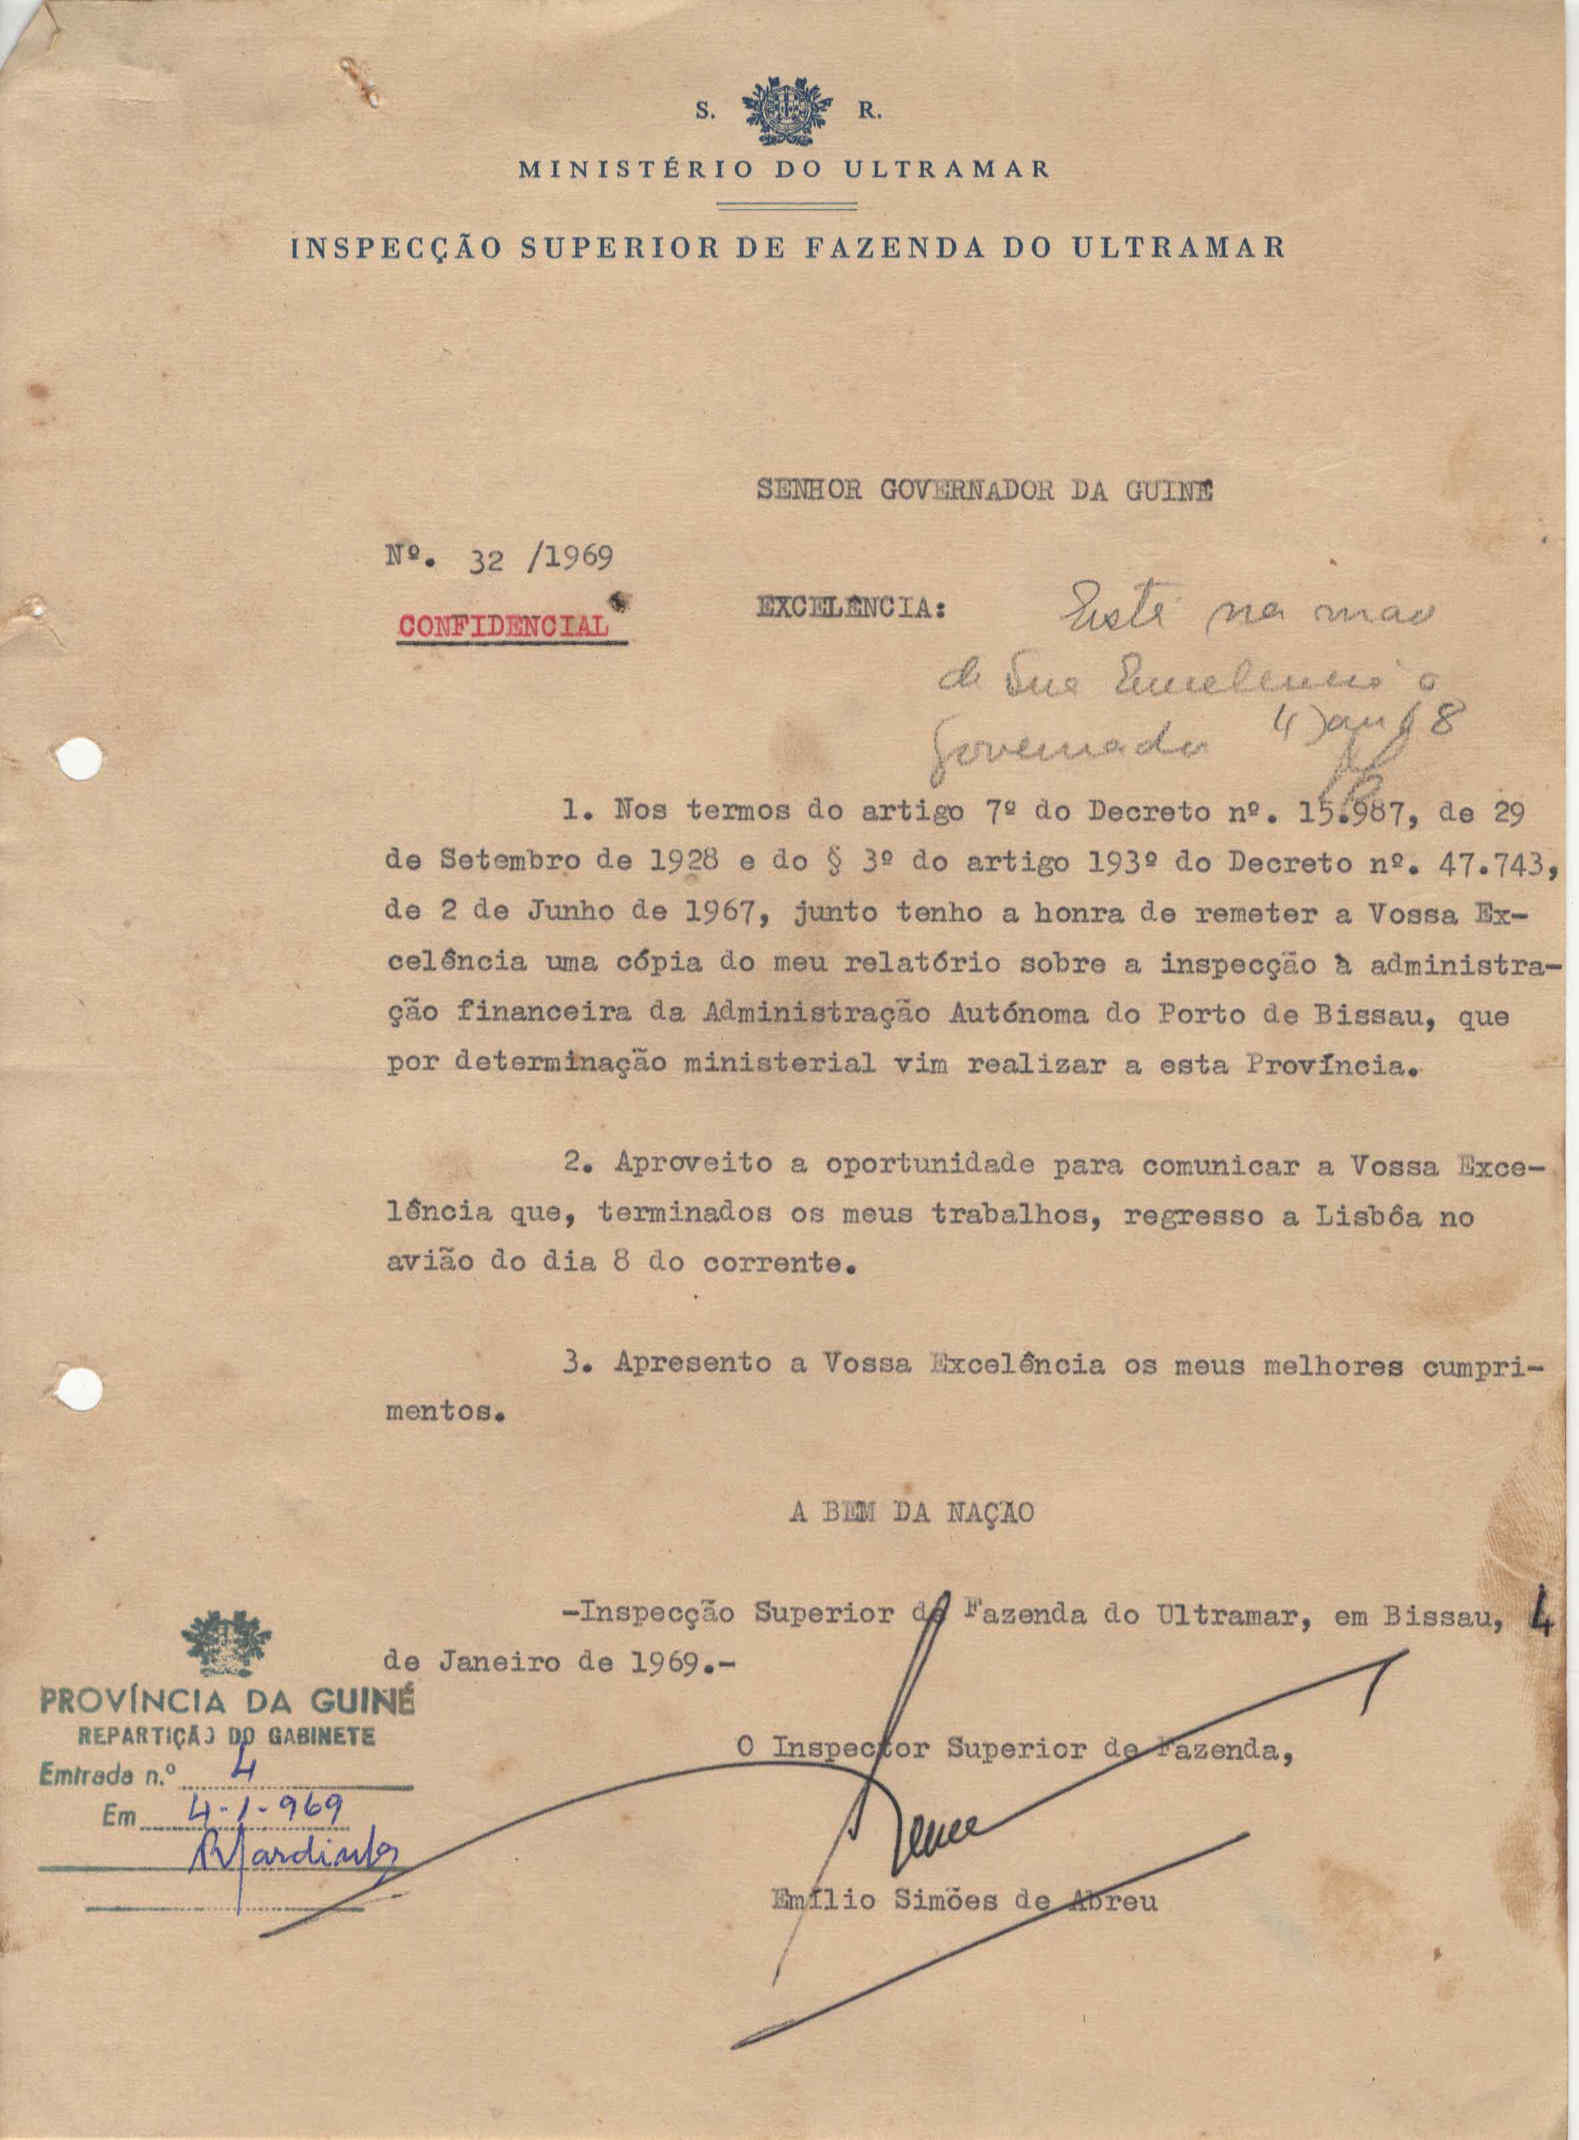 S. R.
MINISTÉRIO DO ULTRAMAR
INSPECÇÃO SUPERIOR DE FAZENDA DO ULTRAMAR
SENHOR GOVERNADOR DA GUINÉ
Nº. 32 /1969
CONFIDENCIAL
EXCELÊNCIA:
Está na mao
de Sua Excelencia o
Governador 4 Jan
1. Nos termos do artigo 7º do Decreto nº. 15.987, de 29
de Setembro de 1928 e do § 3º do artigo 193º do Decreto nº. 47.743,
de 2 de Junho de 1967, junto tenho a honra de remeter a Vossa Ex-
celência uma cópia do meu relatório sobre a inspecção à administra-
ção financeira da Administração Autónoma do Porto de Bissau, que
por determinação ministerial vim realizar a esta Província.
2. Aproveito a oportunidade para comunicar a Vossa Exce-
lência que, terminados os meus trabalhos, regresso a Lisbôa no
avião do dia 8 do corrente.
3. Apresento a Vossa Excelência os meus melhores cumpri-
mentos.
A BEM DA NAÇÃO
-Inspecção Superior de Fazenda do Ultramar, em Bissau, 4
de Janeiro de 1969.-
O Inspector Superior de Fazenda,
Emílio Simões de Abreu
PROVÍNCIA DA GUINÉ
REPARTIÇÃO DO GABINETE
Entrada n.º 4
Em 4-1-969